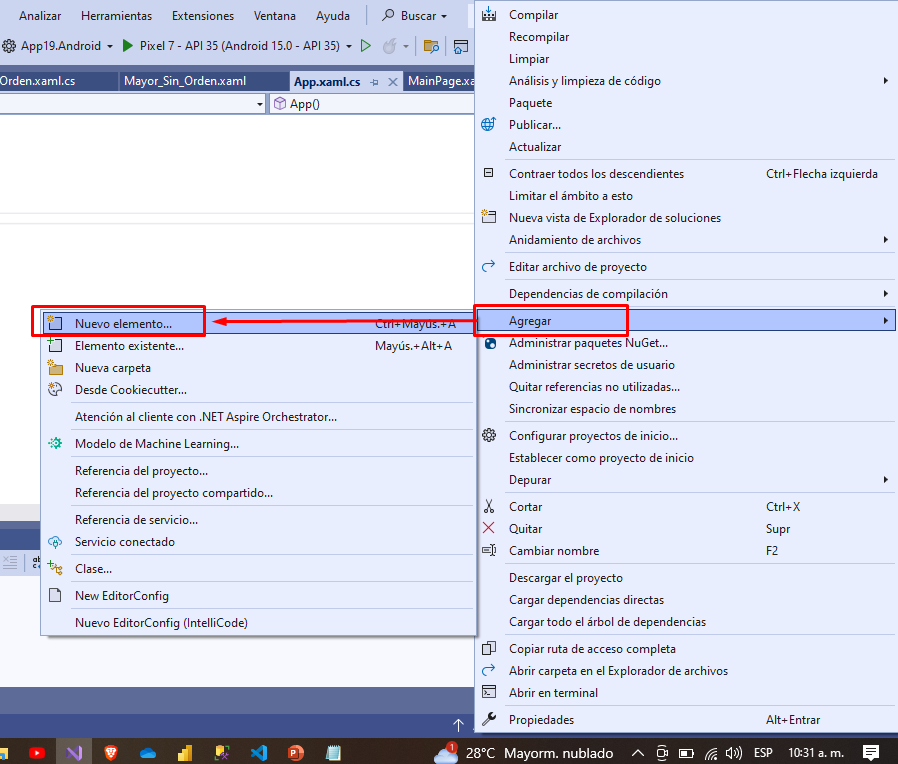 Analizar Herramientas Extensiones Ventana Ayuda Buscar
App19.Android Pixel 7 - API 35 (Android 15.0 - API 35)
Orden.xaml.cs Mayor_Sin_Orden.xaml App.xaml.cs MainPage.xa
App()
Compilar
Recompilar
Limpiar
Análisis y limpieza de código
Paquete
Publicar...
Actualizar
Contraer todos los descendientes Ctrl+Flecha izquierda
Limitar el ámbito a esto
Nueva vista de Explorador de soluciones
Anidamiento de archivos
Editar archivo de proyecto
Dependencias de compilación
Agregar
Administrar paquetes NuGet...
Administrar secretos de usuario
Quitar referencias no utilizadas...
Sincronizar espacio de nombres
Configurar proyectos de inicio...
Establecer como proyecto de inicio
Depurar
Cortar Ctrl+X
Quitar Supr
Cambiar nombre F2
Descargar el proyecto
Cargar dependencias directas
Cargar todo el árbol de dependencias
Copiar ruta de acceso completa
Abrir carpeta en el Explorador de archivos
Abrir en terminal
Propiedades Alt+Entrar
Nuevo elemento... Ctrl+Mayús.+A
Elemento existente... Mayús.+Alt+A
Nueva carpeta
Desde Cookiecutter...
Atención al cliente con .NET Aspire Orchestrator...
Modelo de Machine Learning...
Referencia del proyecto...
Referencia del proyecto compartido...
Referencia de servicio...
Servicio conectado
Clase...
New EditorConfig
Nuevo EditorConfig (IntelliCode)
1 28°C Mayorm. nublado ESP 10:31 a. m.